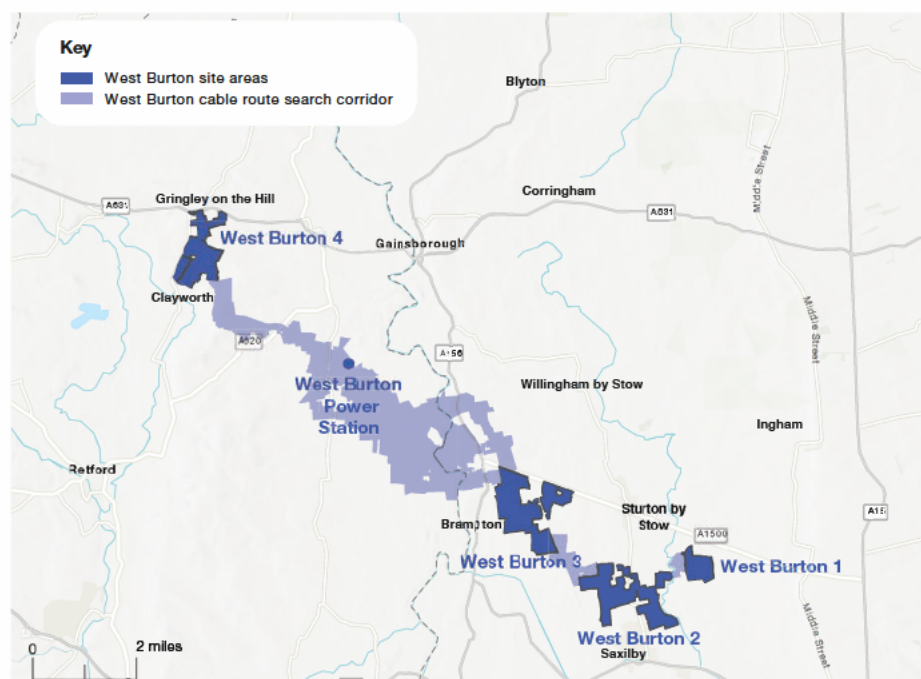 Key
West Burton site areas
West Burton cable route search corridor
Blyton
Middle Street
Gringley on the Hill
A631
Corringham
A631
West Burton 4
Gainsborough
Clayworth
Middle Street
A620
A156
West Burton
Power
Station
Willingham by Stow
Ingham
Retford
Sturton by
Stow
A15
Brampton
A1500
West Burton 3
West Burton 1
West Burton 2
Saxilby
Middle Street
0
2 miles